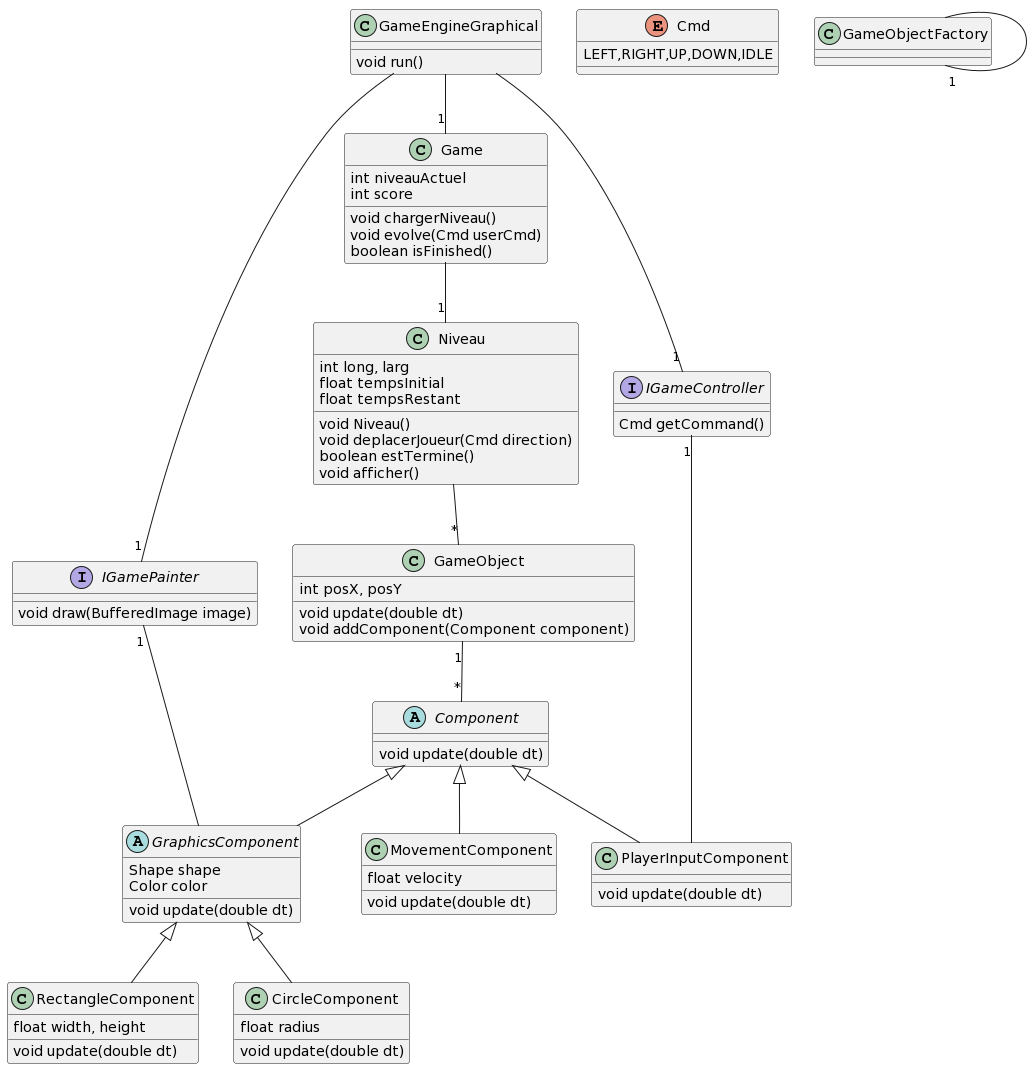 C GameEngineGraphical
void run()
E Cmd
LEFT,RIGHT,UP,DOWN,IDLE
C GameObjectFactory
1
1
C Game
int niveauActuel
int score
void chargerNiveau()
void evolve(Cmd userCmd)
boolean isFinished()
1
C Niveau
int long, larg
float tempsInitial
float tempsRestant
void Niveau()
void deplacerJoueur(Cmd direction)
boolean estTermine()
void afficher()
1
I IGameController
Cmd getCommand()
1
*
1
I IGamePainter
void draw(BufferedImage image)
1
C GameObject
int posX, posY
void update(double dt)
void addComponent(Component component)
1
*
A Component
void update(double dt)
A GraphicsComponent
Shape shape
Color color
void update(double dt)
C MovementComponent
float velocity
void update(double dt)
C PlayerInputComponent
void update(double dt)
C RectangleComponent
float width, height
void update(double dt)
C CircleComponent
float radius
void update(double dt)